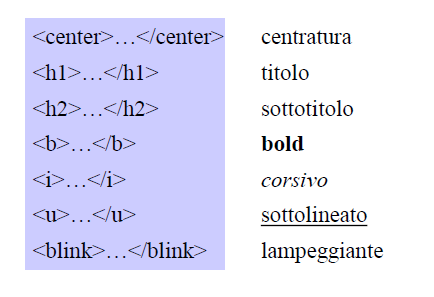 <center>…</center> centratura
<h1>…</h1> titolo
<h2>…</h2> sottotitolo
<b>…</b> bold
<i>…</i> corsivo
<u>…</u> sottolineato
<blink>…</blink> lampeggiante